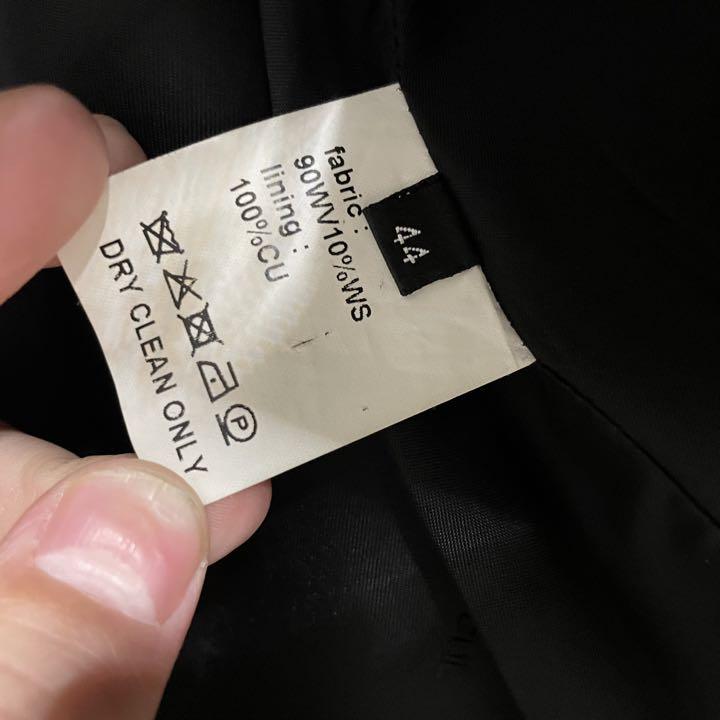 fabric :
90WV10%WS
lining :
100%CU
P
DRY CLEAN ONLY
44